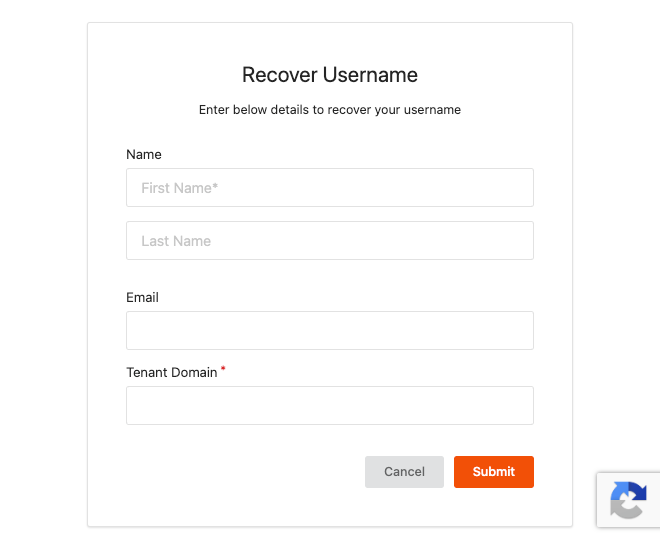 Recover Username
Enter below details to recover your username
Name
First Name*
Last Name
Email
Tenant Domain *
Cancel
Submit